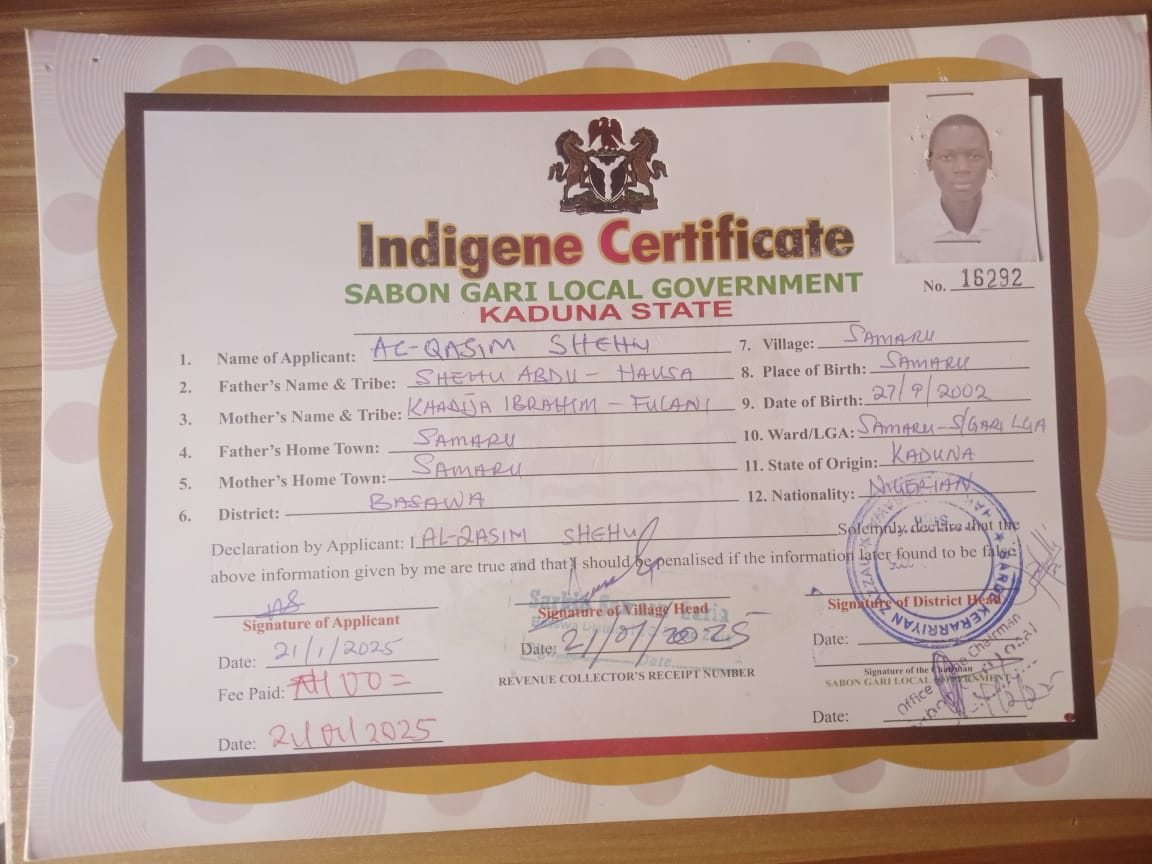 Indigene Certificate
SABON GARI LOCAL GOVERNMENT
KADUNA STATE
No. 16292
1. Name of Applicant: AL-QASIM SHEHU
2. Father's Name & Tribe: SHEHU ABDU - HAUSA
3. Mother's Name & Tribe: KHADIJA IBRAHIM - FULANI
4. Father's Home Town: SAMARU
5. Mother's Home Town: SAMARU
6. District: BASAWA
7. Village: SAMARU
8. Place of Birth: SAMARU
9. Date of Birth: 27/9/2002
10. Ward/LGA: SAMARU-S/GARI LGA
11. State of Origin: KADUNA
12. Nationality: NIGERIAN
Declaration by Applicant: I AL-QASIM SHEHU Solemnly declare that the
above information given by me are true and that I should be penalised if the information later found to be false.
Signature of Applicant
Date: 21/1/2025
Fee Paid:
Date: 21/01/2025
Signature of Village Head
Date: 21/01/2025
REVENUE COLLECTOR'S RECEIPT NUMBER
Signature of District Head
Date:
Signature of the Chairman
SABON GARI LOCAL GOVERNMENT
Office of the Chairman
Date: